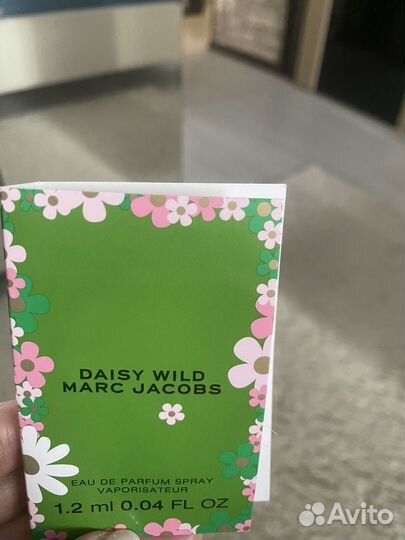 DAISY WILD
MARC JACOBS
EAU DE PARFUM SPRAY
VAPORISATEUR
1.2 ml 0.04 FL OZ
Avito